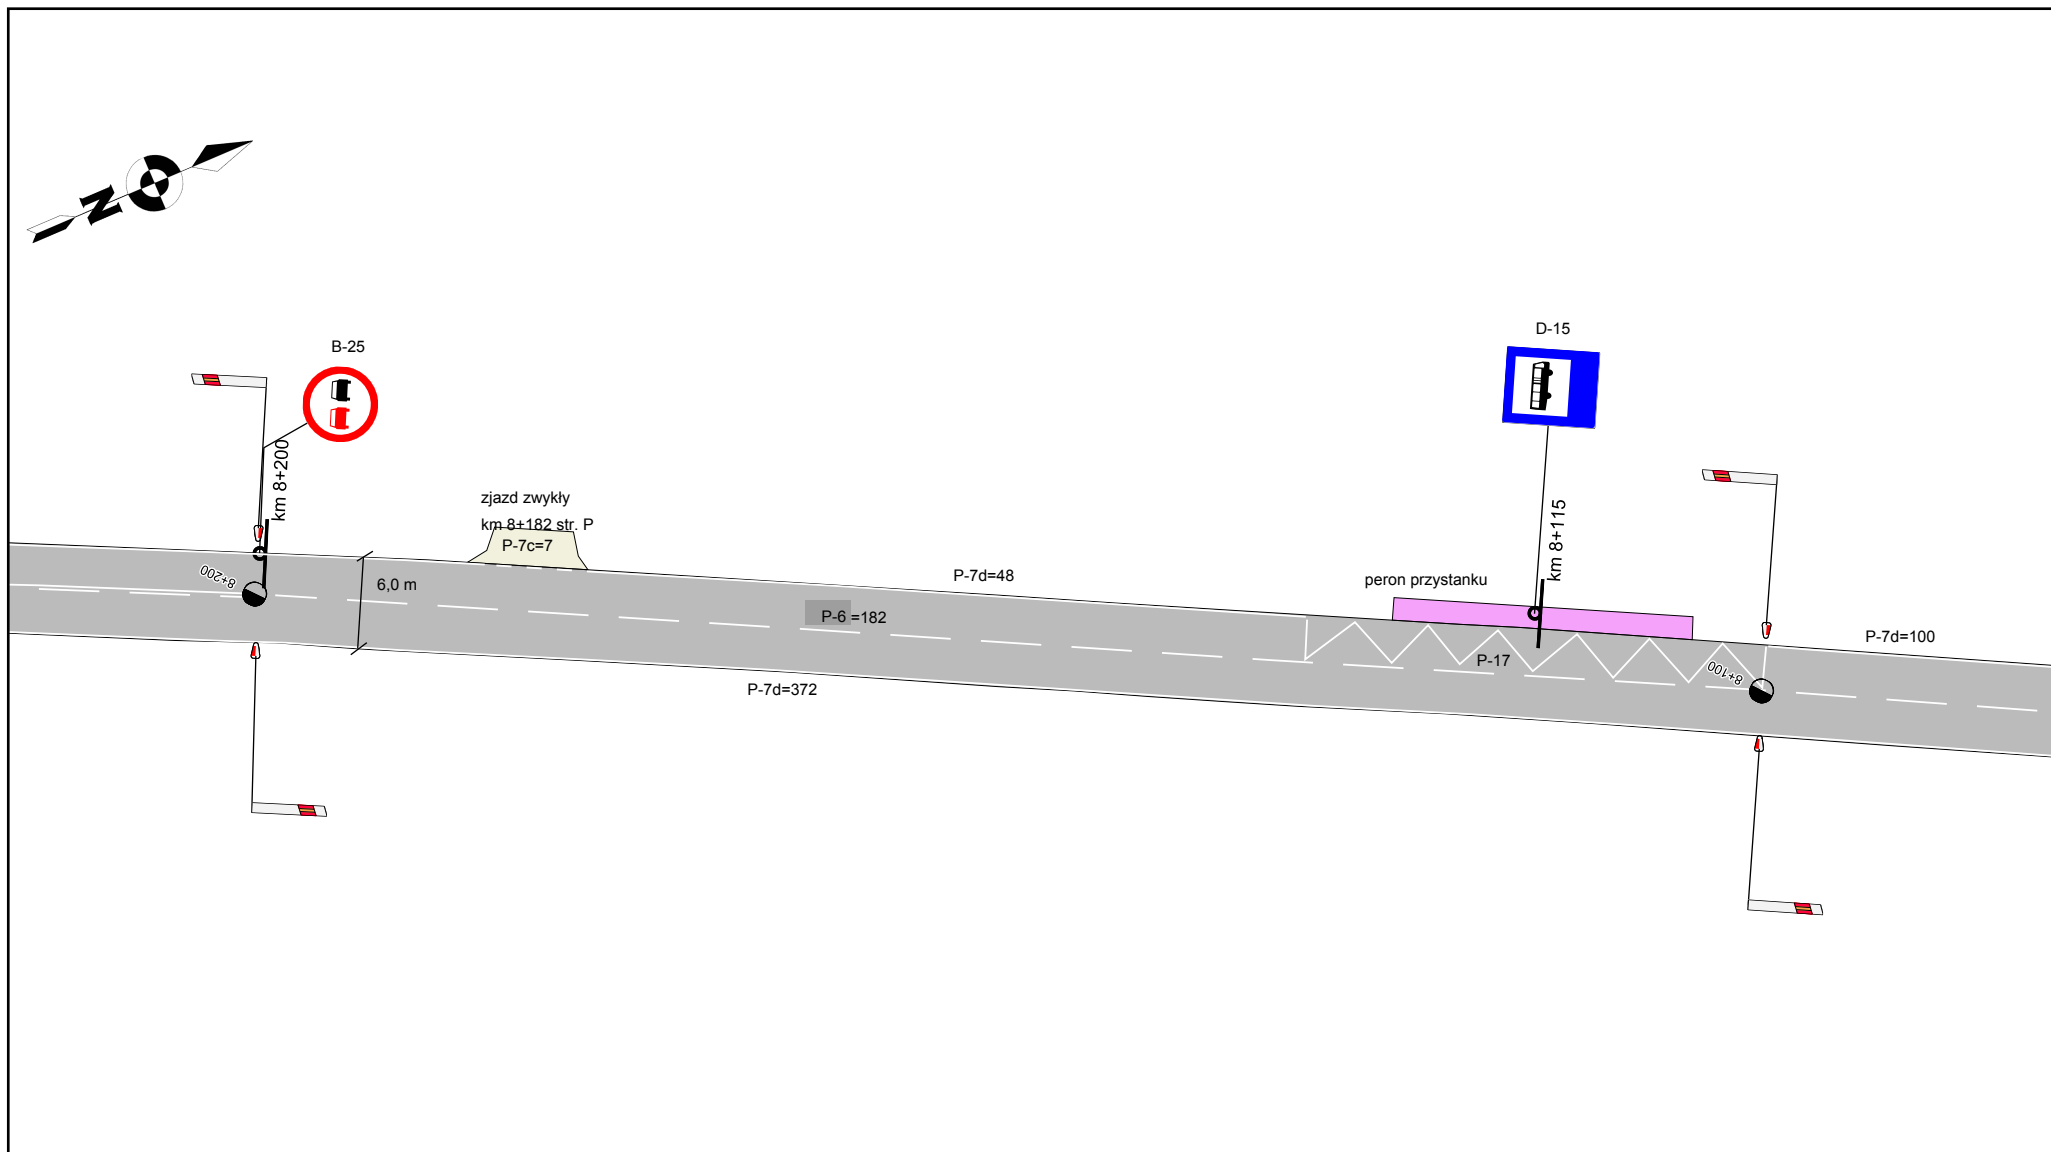 N
D-15
B-25
km 8+200
zjazd zwykły
km 8+182 str. P
P-7c=7
km 8+115
8+200
6,0 m
P-7d=48
peron przystanku
P-6 =182
P-7d=100
P-17
8+100
P-7d=372